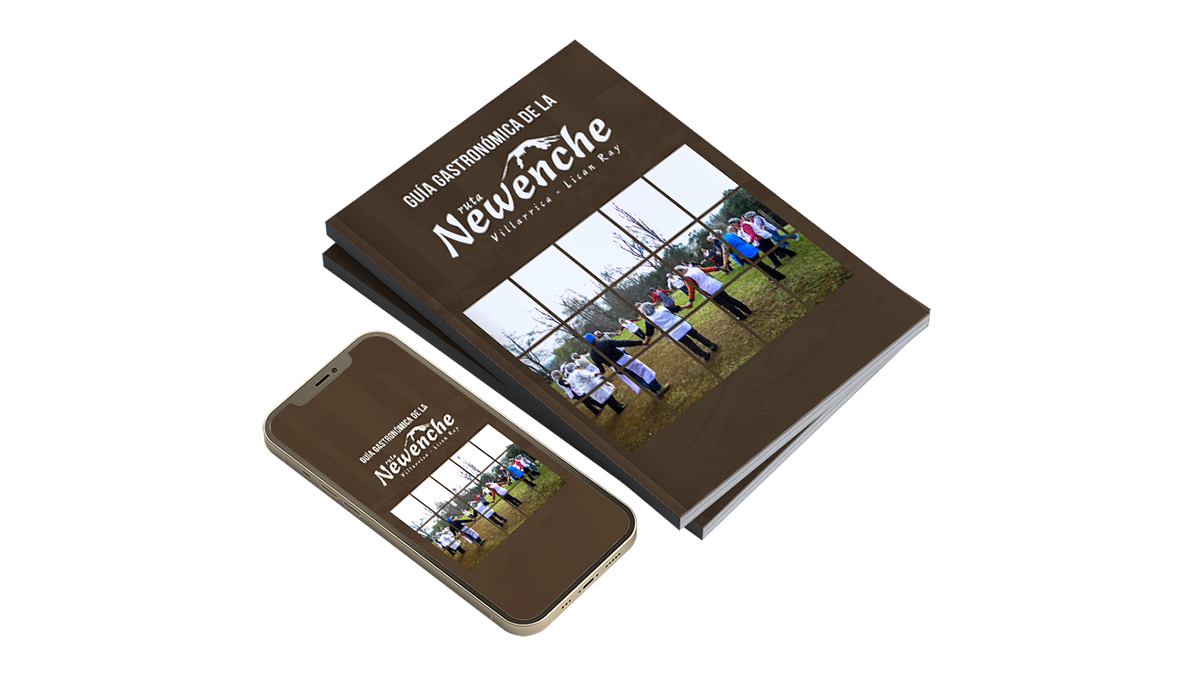 GUÍA GASTRONÓMICA DE LA
ruta
Newenche
Villarrica - Lican Ray
GUÍA GASTRONÓMICA DE LA
ruta
Newenche
Villarrica - Lican Ray